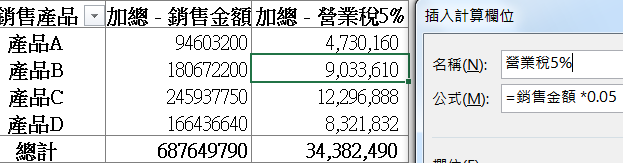 銷售產品 加總 - 銷售金額 加總 - 營業稅5%
產品A 94603200 4,730,160
產品B 180672200 9,033,610
產品C 245937750 12,296,888
產品D 166436640 8,321,832
總計 687649790 34,382,490
插入計算欄位
名稱(N): 營業稅5%
公式(M): =銷售金額 *0.05